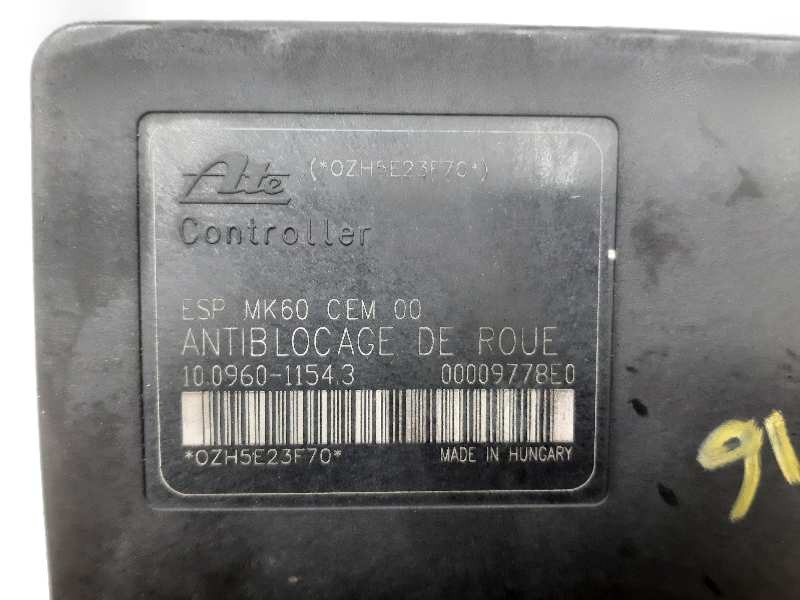 Ate (*OZH5E23F70*)
Controller
ESP MK60 CEM 00
ANTIBLOCAGE DE ROUE
10.0960-1154.3 00009778E0
*OZH5E23F70* MADE IN HUNGARY